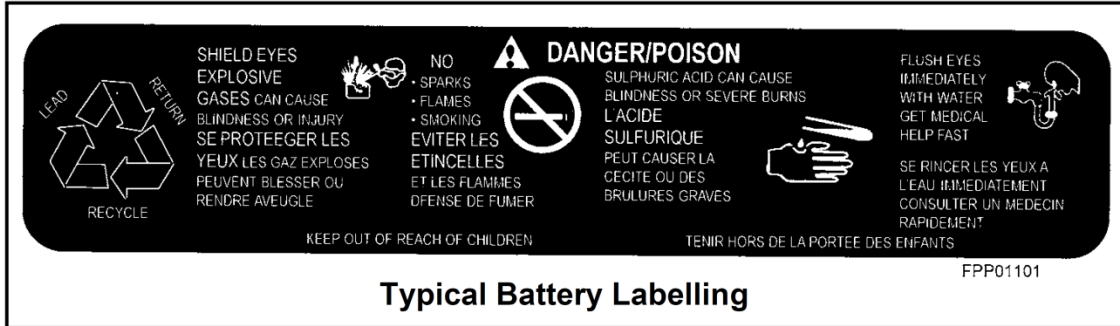 LEAD
RETURN
RECYCLE
SHIELD EYES
EXPLOSIVE
GASES CAN CAUSE
BLINDNESS OR INJURY
SE PROTEEGER LES
YEUX LES GAZ EXPLOSES
PEUVENT BLESSER OU
RENDRE AVEUGLE
NO
• SPARKS
• FLAMES
• SMOKING
EVITER LES
ETINCELLES
ET LES FLAMMES
DFENSE DE FUMER
DANGER/POISON
SULPHURIC ACID CAN CAUSE
BLINDNESS OR SEVERE BURNS
L'ACIDE
SULFURIQUE
PEUT CAUSER LA
CECITE OU DES
BRULURES GRAVES
FLUSH EYES
IMMEDIATELY
WITH WATER
GET MEDICAL
HELP FAST
SE RINCER LES YEUX A
L'EAU IMMEDIATEMENT
CONSULTER UN MEDECIN
RAPIDEMENT
KEEP OUT OF REACH OF CHILDREN
TENIR HORS DE LA PORTEE DES ENFANTS
FPP01101
Typical Battery Labelling